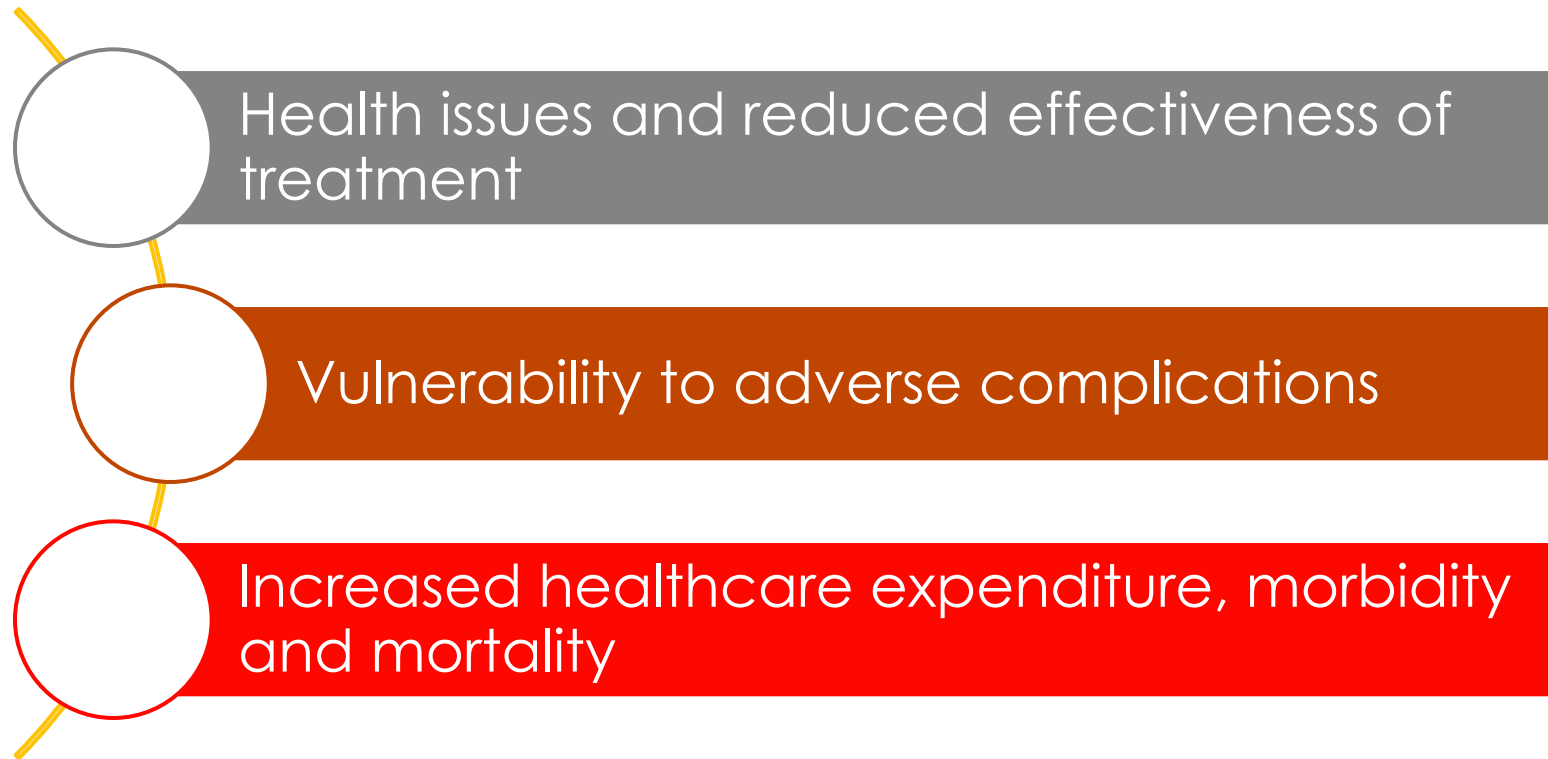 Health issues and reduced effectiveness of
treatment
Vulnerability to adverse complications
Increased healthcare expenditure, morbidity
and mortality